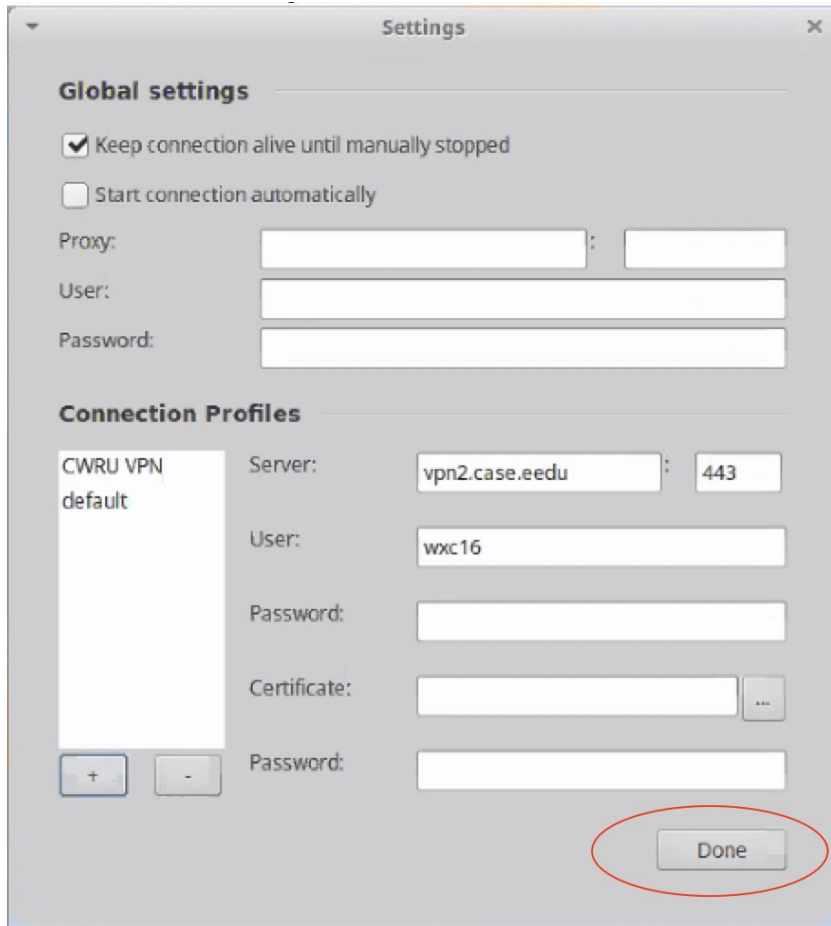 Settings
Global settings
Keep connection alive until manually stopped
Start connection automatically
Proxy: :
User:
Password:
Connection Profiles
CWRU VPN
default
Server: vpn2.case.eedu : 443
User: wxc16
Password:
Certificate: ...
Password:
+ -
Done